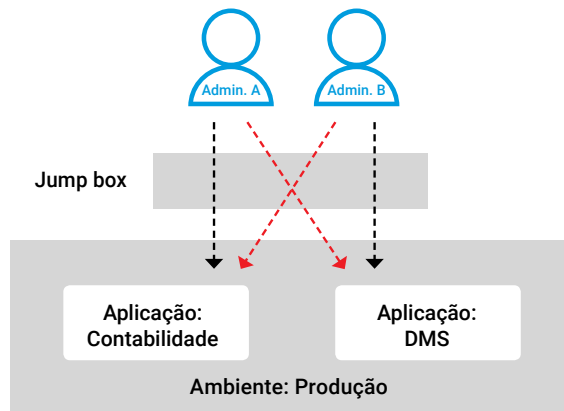 Admin. A
Admin. B
Jump box
Aplicação:
Contabilidade
Aplicação:
DMS
Ambiente: Produção